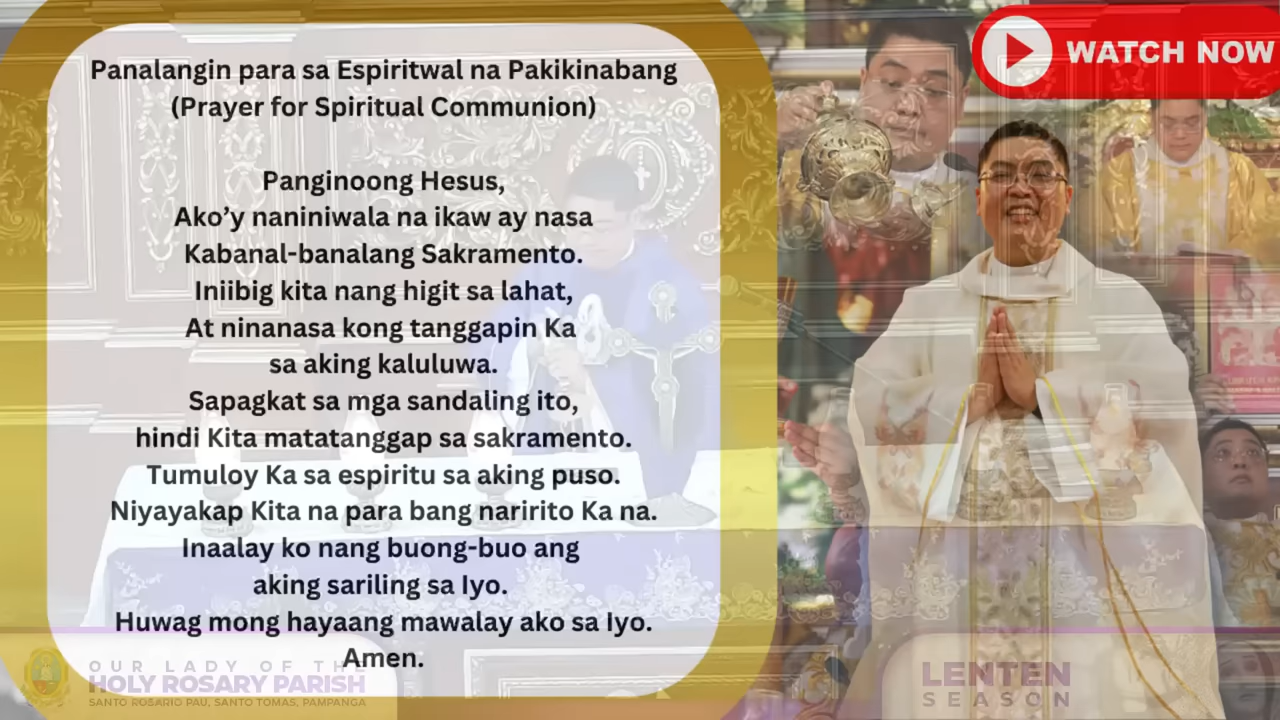 Panalangin para sa Espiritwal na Pakikinabang
(Prayer for Spiritual Communion)
Panginoong Hesus,
Ako’y naniniwala na ikaw ay nasa
Kabanal-banalang Sakramento.
Iniibig kita nang higit sa lahat,
At ninanasa kong tanggapin Ka
sa aking kaluluwa.
Sapagkat sa mga sandaling ito,
hindi Kita matatanggap sa sakramento.
Tumuloy Ka sa espiritu sa aking puso.
Niyayakap Kita na para bang naririto Ka na.
Inaalay ko nang buong-buo ang
aking sariling sa Iyo.
Huwag mong hayaang mawalay ako sa Iyo.
Amen.
WATCH NOW
OUR LADY OF THE
HOLY ROSARY PARISH
SANTO ROSARIO PAU, SANTO TOMAS, PAMPANGA
LENTEN
SEASON